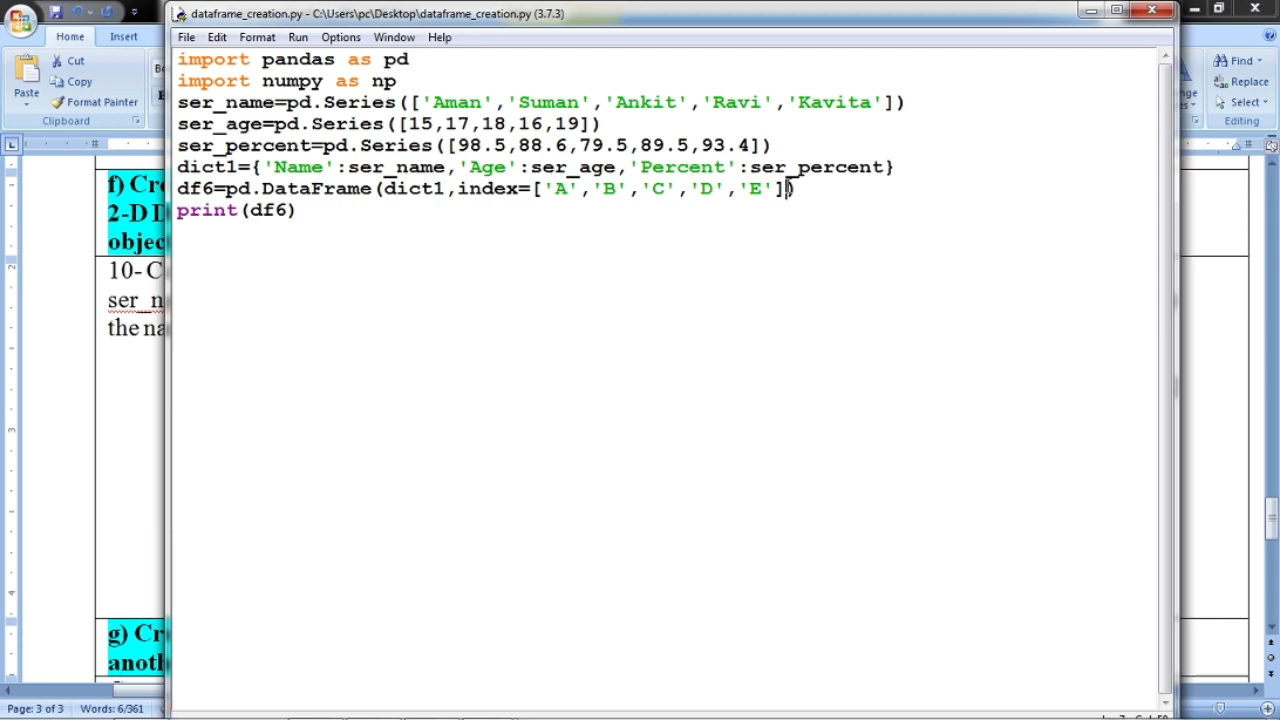 dataframe_creation.py - C:\Users\pc\Desktop\dataframe_creation.py (3.7.3)
File Edit Format Run Options Window Help
Home Insert
Cut
Copy
Format Painter
Paste
Clipboard
Find
Replace
Select
Editing
import pandas as pd
import numpy as np
ser_name=pd.Series(['Aman','Suman','Ankit','Ravi','Kavita'])
ser_age=pd.Series([15,17,18,16,19])
ser_percent=pd.Series([98.5,88.6,79.5,89.5,93.4])
dict1={'Name':ser_name,'Age':ser_age,'Percent':ser_percent}
df6=pd.DataFrame(dict1,index=['A','B','C','D','E'])
print(df6)
f) Cre
2-D D
objec
10- C
ser_n
the na
g) Cr
anoth
Page: 3 of 3 Words: 6/361